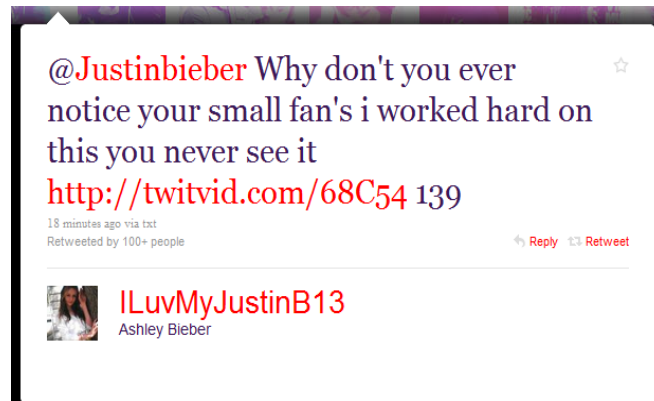 @Justinbieber Why don't you ever
notice your small fan's i worked hard on
this you never see it
http://twitvid.com/68C54 139
18 minutes ago via txt
Retweeted by 100+ people
Reply Retweet
ILuvMyJustinB13
Ashley Bieber